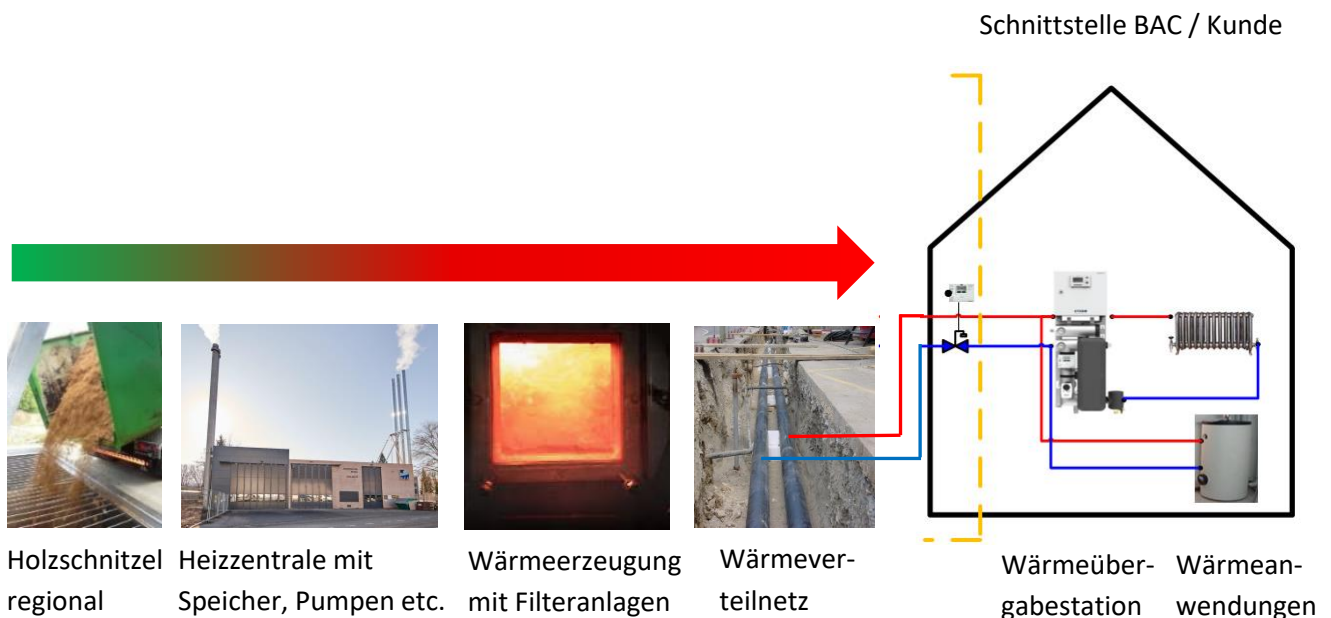 Schnittstelle BAC / Kunde
Holzschnitzel
regional
Heizzentrale mit
Speicher, Pumpen etc.
Wärmeerzeugung
mit Filteranlagen
Wärmever-
teilnetz
Wärmeüber-
gabestation
Wärmean-
wendungen